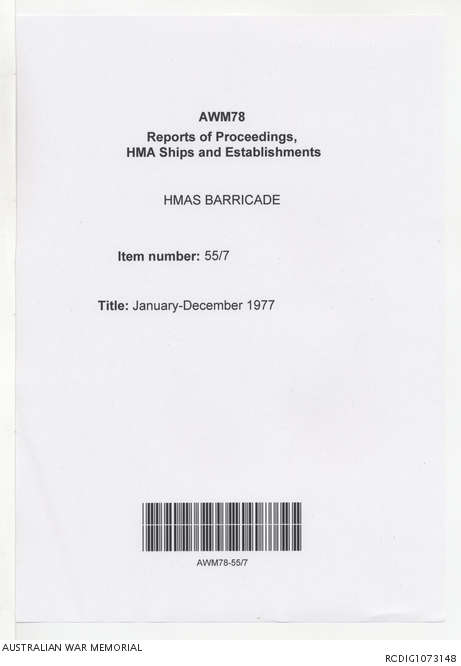 AWM78
Reports of Proceedings,
HMA Ships and Establishments
HMAS BARRICADE
Item number: 55/7
Title: January-December 1977
AWM78-55/7
AUSTRALIAN WAR MEMORIAL
RCDIG1073148